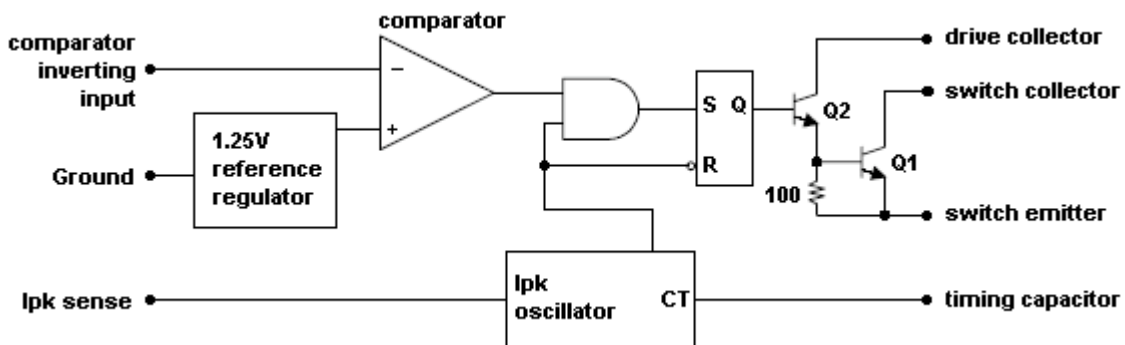 comparator
comparator
inverting
input
drive collector
switch collector
−
+
S Q
R
Q2
Q1
1.25V
reference
regulator
Ground
100
switch emitter
Ipk
oscillator
CT
Ipk sense
timing capacitor